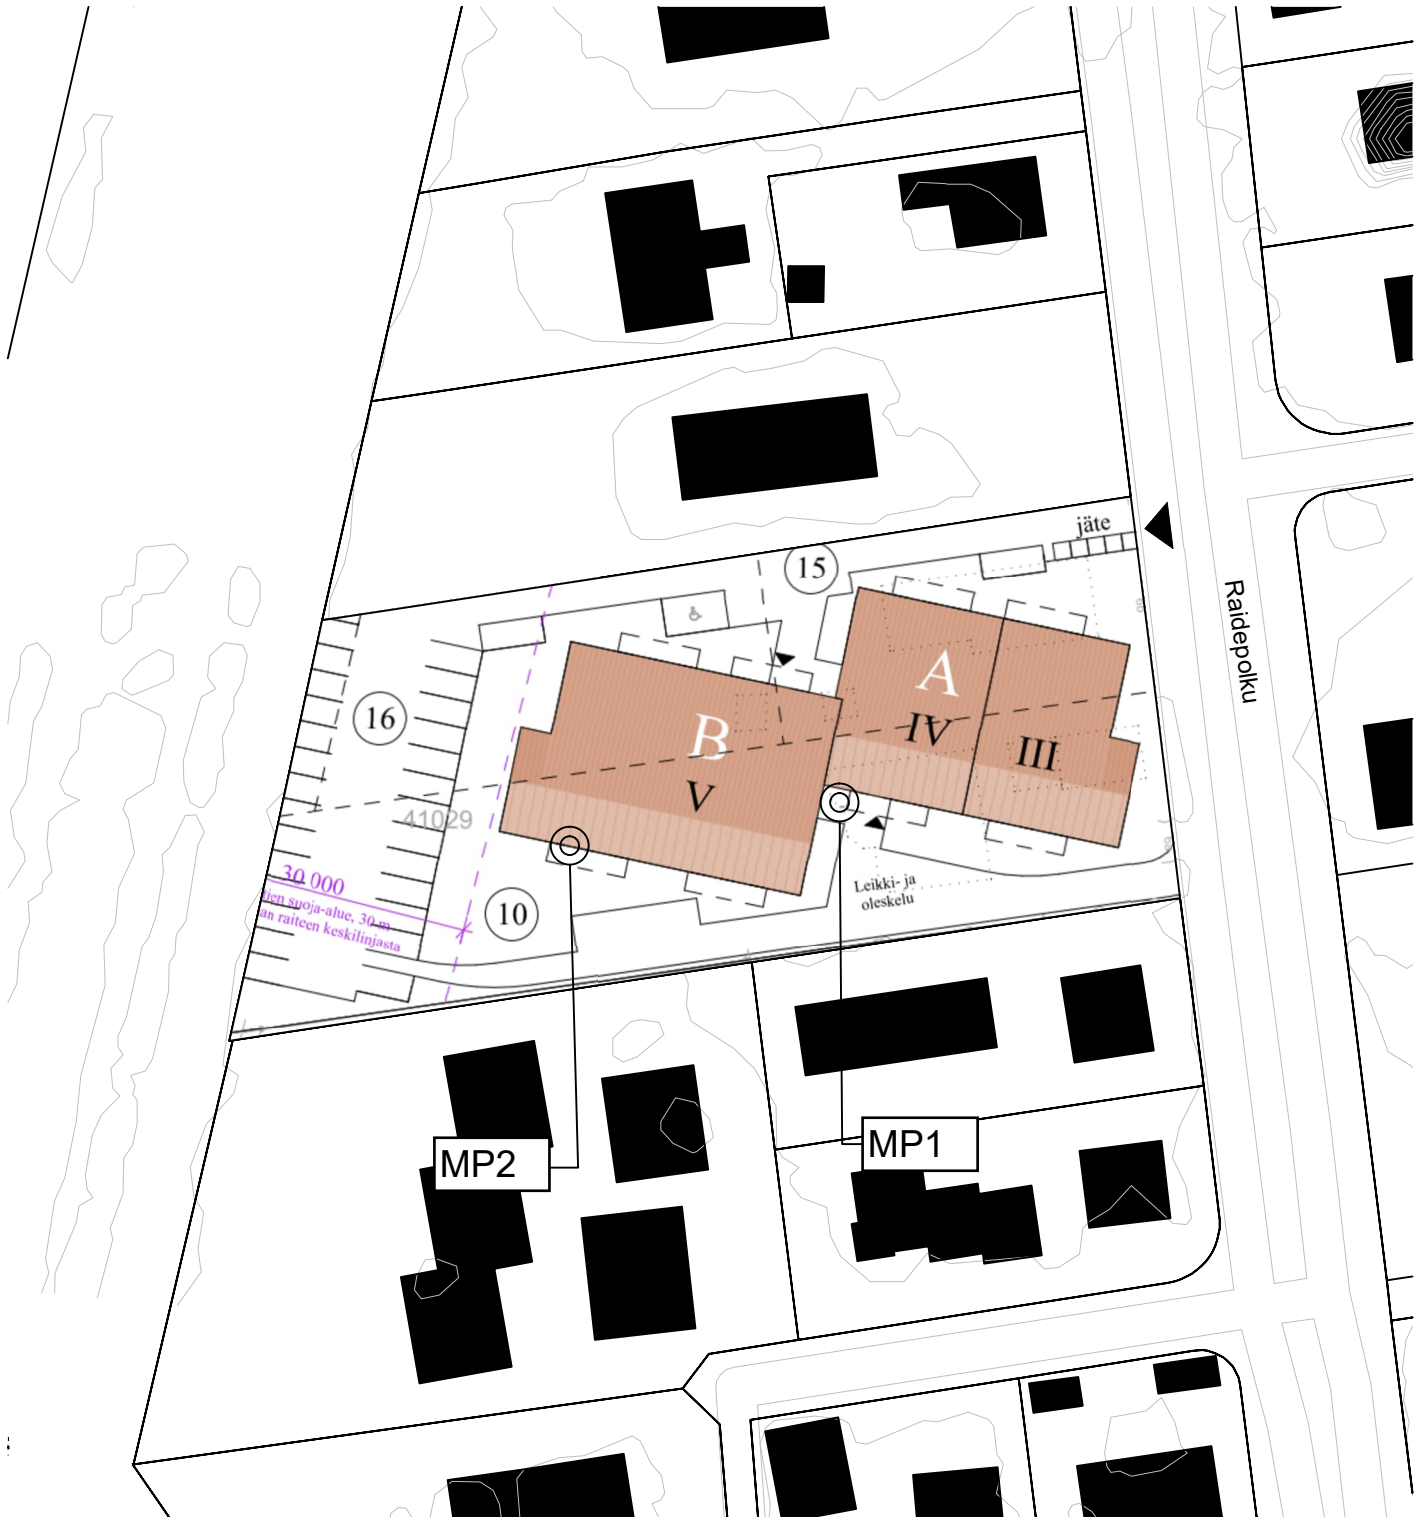 jäte
15
Raidepolku
A
16
B
IV
III
V
41029
30 000
tien suoja-alue, 30 m
an raiteen keskilinjasta
10
Leikki- ja
oleskelu
MP1
MP2